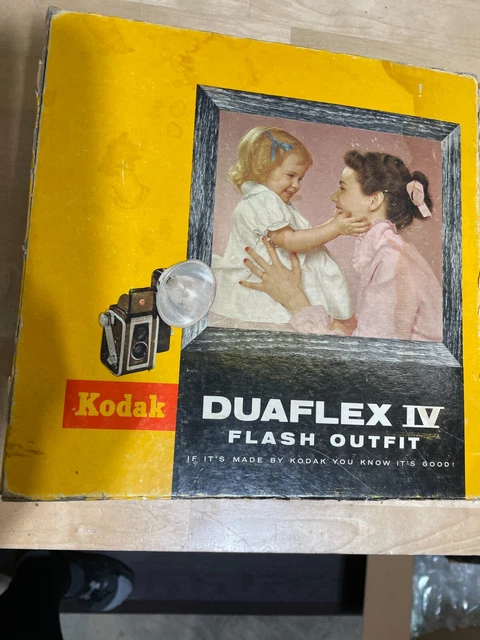 Kodak
DUAFLEX IV
FLASH OUTFIT
IF IT'S MADE BY KODAK YOU KNOW IT'S GOOD!